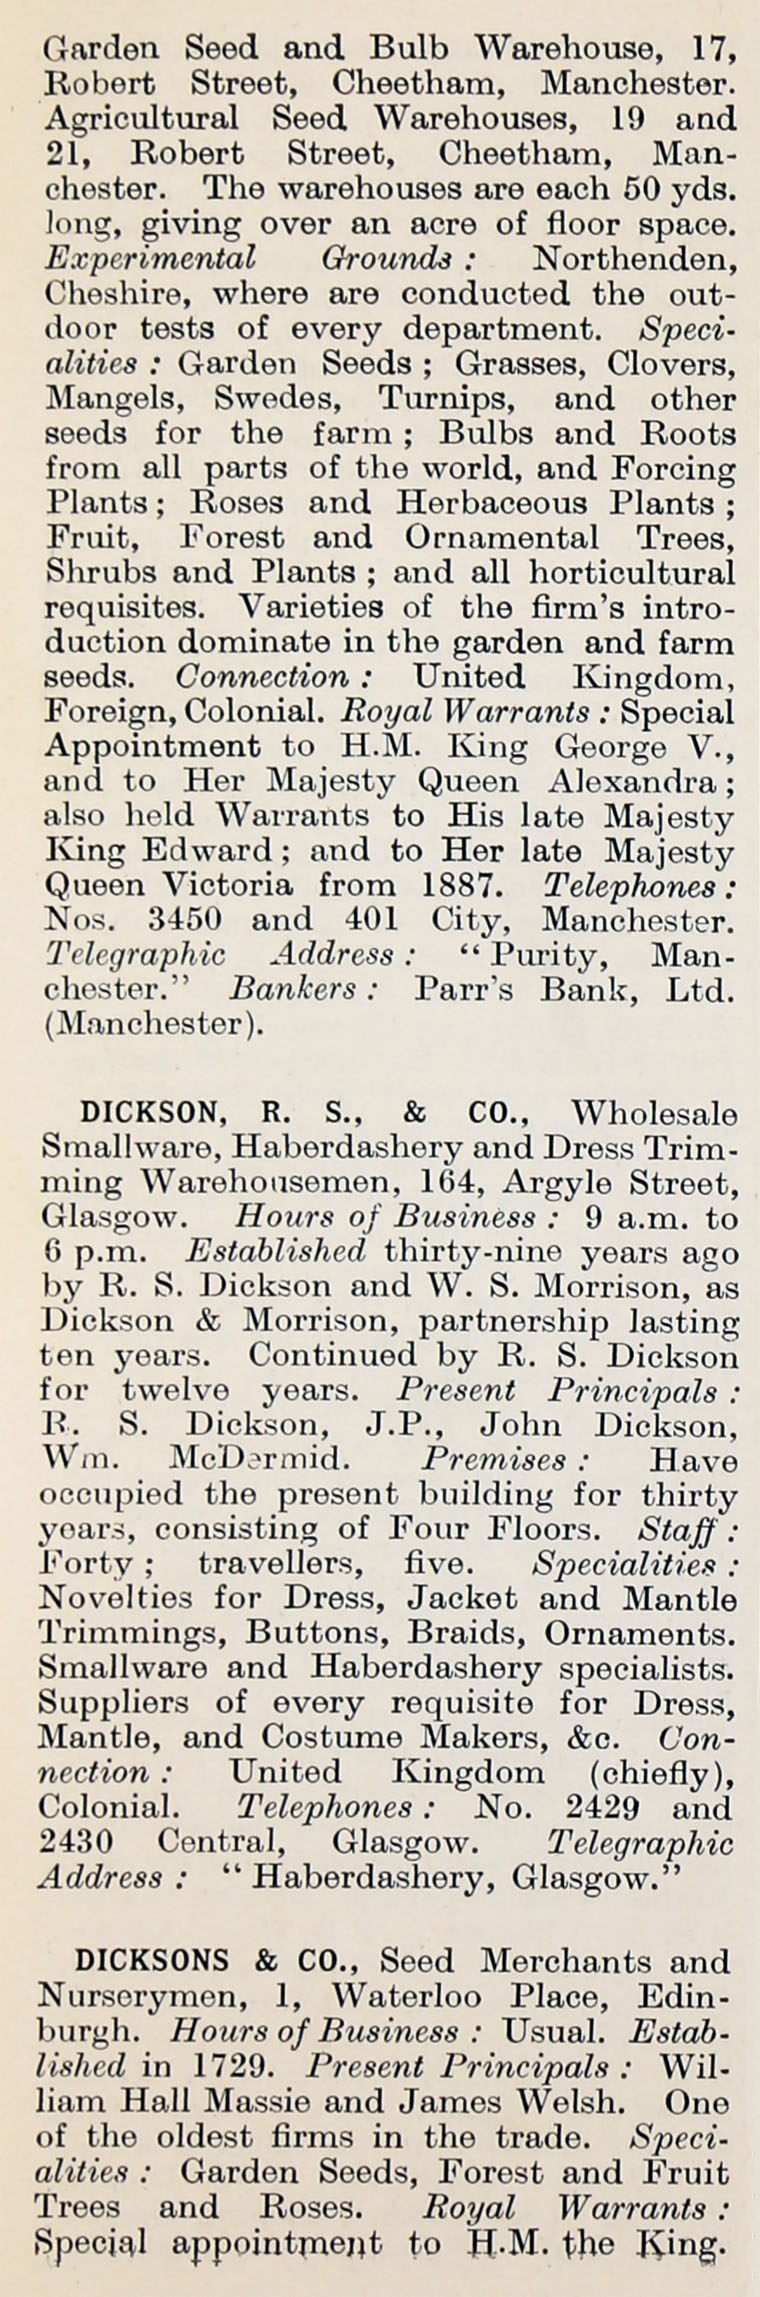 Garden Seed and Bulb Warehouse, 17,
Robert Street, Cheetham, Manchester.
Agricultural Seed Warehouses, 19 and
21, Robert Street, Cheetham, Man-
chester. The warehouses are each 50 yds.
long, giving over an acre of floor space.
Experimental Grounds : Northenden,
Cheshire, where are conducted the out-
door tests of every department. Speci-
alities : Garden Seeds ; Grasses, Clovers,
Mangels, Swedes, Turnips, and other
seeds for the farm ; Bulbs and Roots
from all parts of the world, and Forcing
Plants ; Roses and Herbaceous Plants ;
Fruit, Forest and Ornamental Trees,
Shrubs and Plants ; and all horticultural
requisites. Varieties of the firm's intro-
duction dominate in the garden and farm
seeds. Connection : United Kingdom,
Foreign, Colonial. Royal Warrants : Special
Appointment to H.M. King George V.,
and to Her Majesty Queen Alexandra ;
also held Warrants to His late Majesty
King Edward ; and to Her late Majesty
Queen Victoria from 1887. Telephones :
Nos. 3450 and 401 City, Manchester.
Telegraphic Address : “ Purity, Man-
chester.” Bankers : Parr's Bank, Ltd.
(Manchester).
DICKSON, R. S., & CO., Wholesale
Smallware, Haberdashery and Dress Trim-
ming Warehousemen, 164, Argyle Street,
Glasgow. Hours of Business : 9 a.m. to
6 p.m. Established thirty-nine years ago
by R. S. Dickson and W. S. Morrison, as
Dickson & Morrison, partnership lasting
ten years. Continued by R. S. Dickson
for twelve years. Present Principals :
R. S. Dickson, J.P., John Dickson,
Wm. McDermid. Premises : Have
occupied the present building for thirty
years, consisting of Four Floors. Staff :
Forty ; travellers, five. Specialities :
Novelties for Dress, Jacket and Mantle
Trimmings, Buttons, Braids, Ornaments.
Smallware and Haberdashery specialists.
Suppliers of every requisite for Dress,
Mantle, and Costume Makers, &c. Con-
nection : United Kingdom (chiefly),
Colonial. Telephones : No. 2429 and
2430 Central, Glasgow. Telegraphic
Address : “ Haberdashery, Glasgow.”
DICKSONS & CO., Seed Merchants and
Nurserymen, 1, Waterloo Place, Edin-
burgh. Hours of Business : Usual. Estab-
lished in 1729. Present Principals : Wil-
liam Hall Massie and James Welsh. One
of the oldest firms in the trade. Speci-
alities : Garden Seeds, Forest and Fruit
Trees and Roses. Royal Warrants :
Special appointment to H.M. the King.